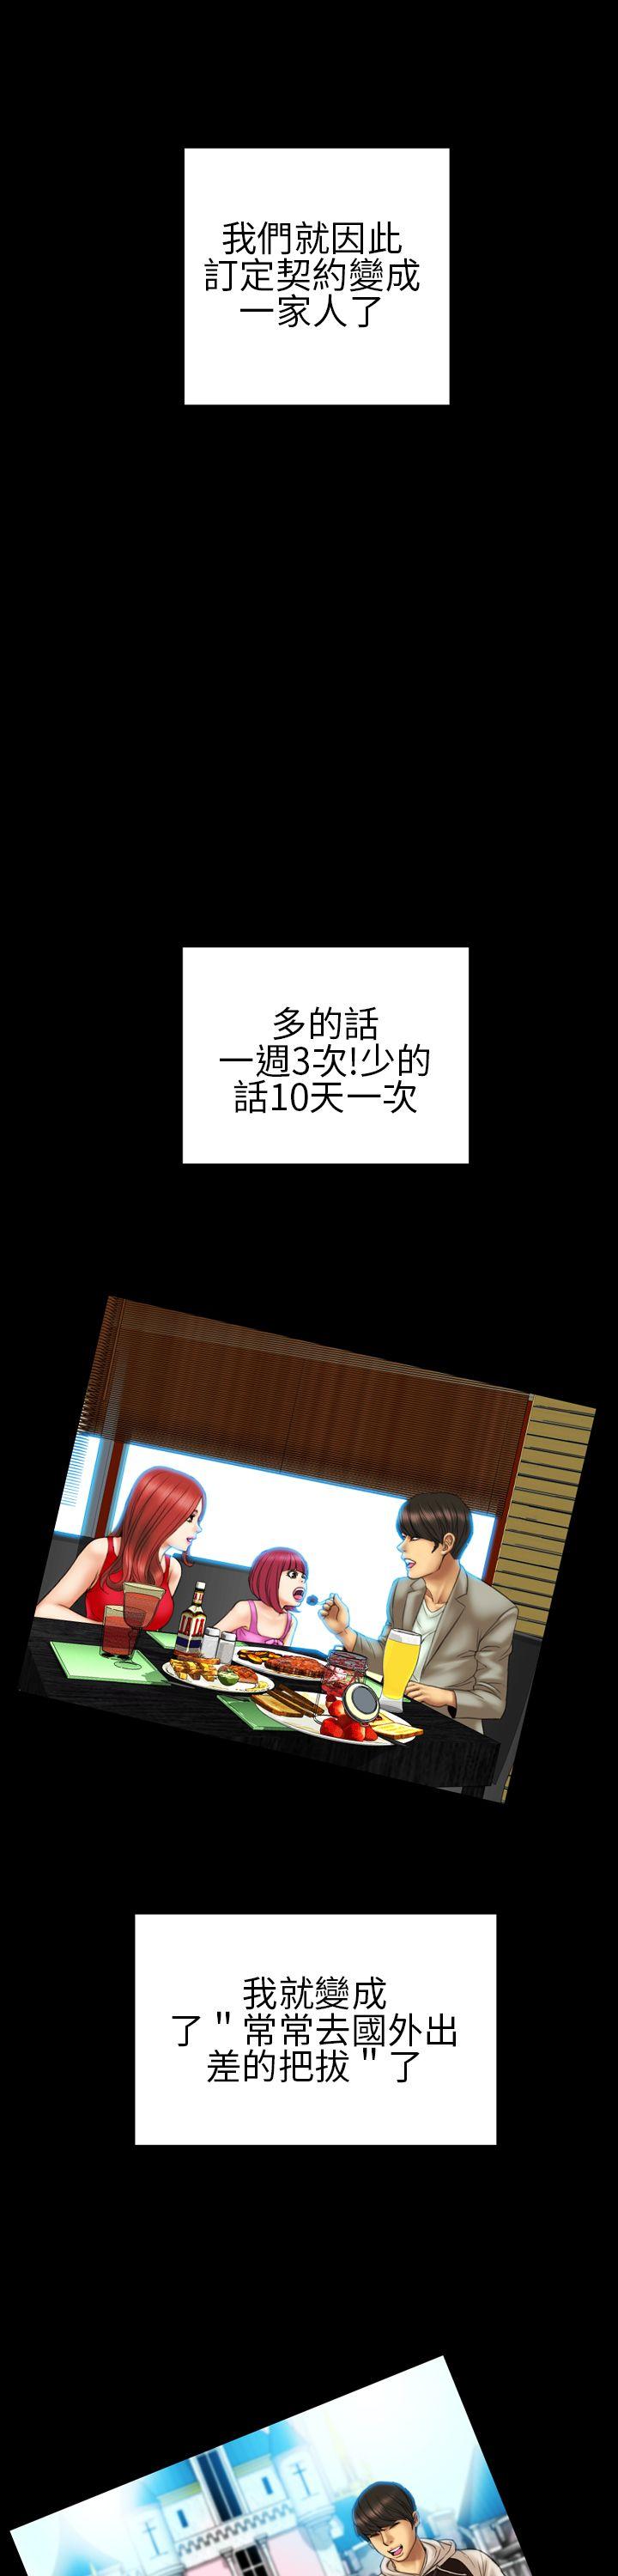 我們就因此
訂定契約變成
一家人了
多的話
一週3次!少的
話10天一次
我就變成
了"常常去國外出
差的把拔"了